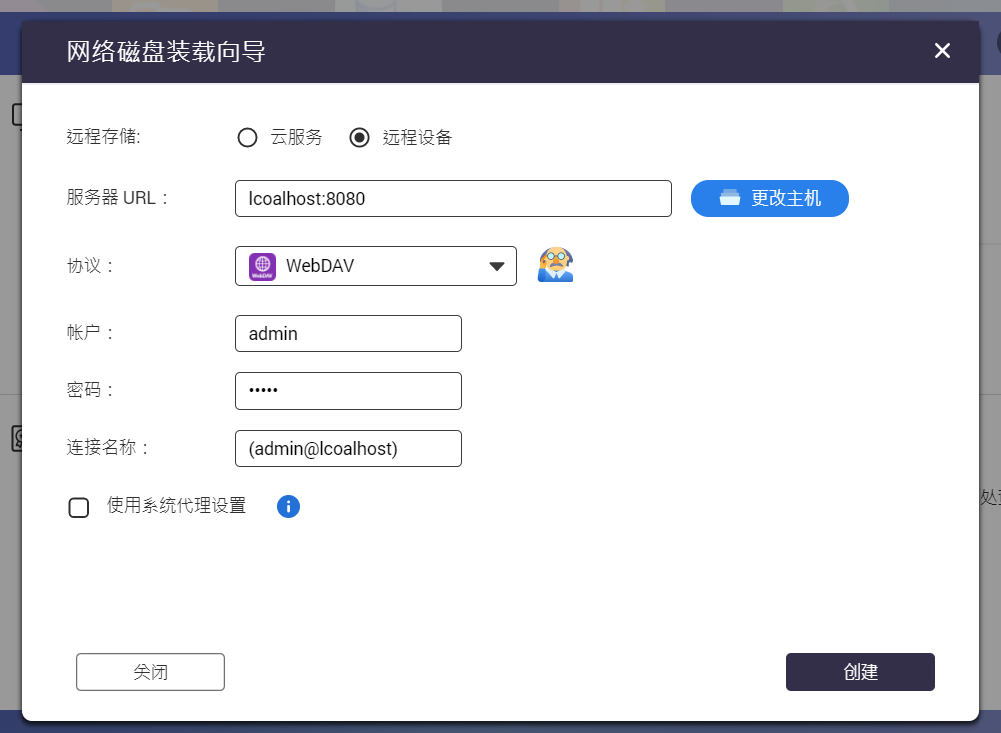 网络磁盘装载向导
远程存储: 云服务 远程设备
服务器 URL： lcoalhost:8080 更改主机
协议： WebDAV WebDAV
帐户： admin
密码： •••••
连接名称： (admin@lcoalhost)
使用系统代理设置
处
关闭 创建